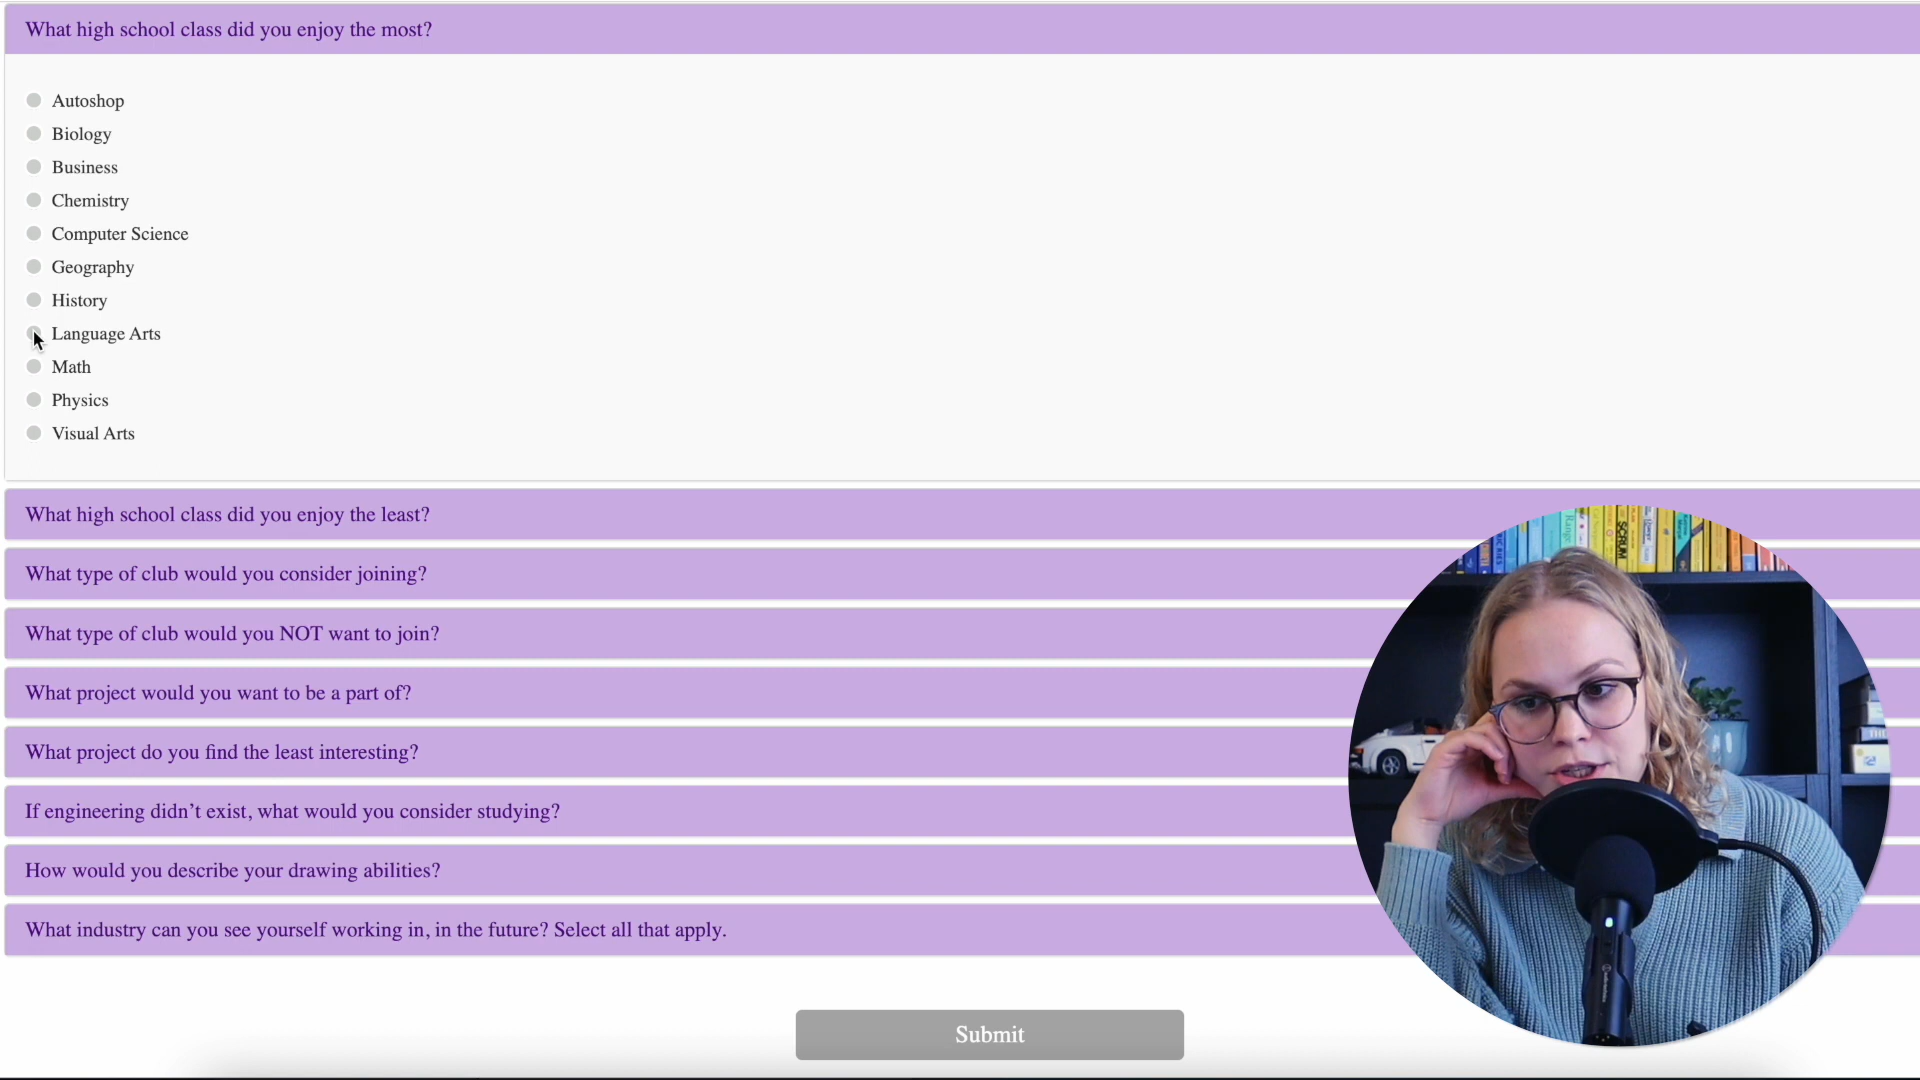 What high school class did you enjoy the most?
Autoshop
Biology
Business
Chemistry
Computer Science
Geography
History
Language Arts
Math
Physics
Visual Arts
What high school class did you enjoy the least?
What type of club would you consider joining?
What type of club would you NOT want to join?
What project would you want to be a part of?
What project do you find the least interesting?
If engineering didn’t exist, what would you consider studying?
How would you describe your drawing abilities?
What industry can you see yourself working in, in the future? Select all that apply.
Submit
Range
SCRUM